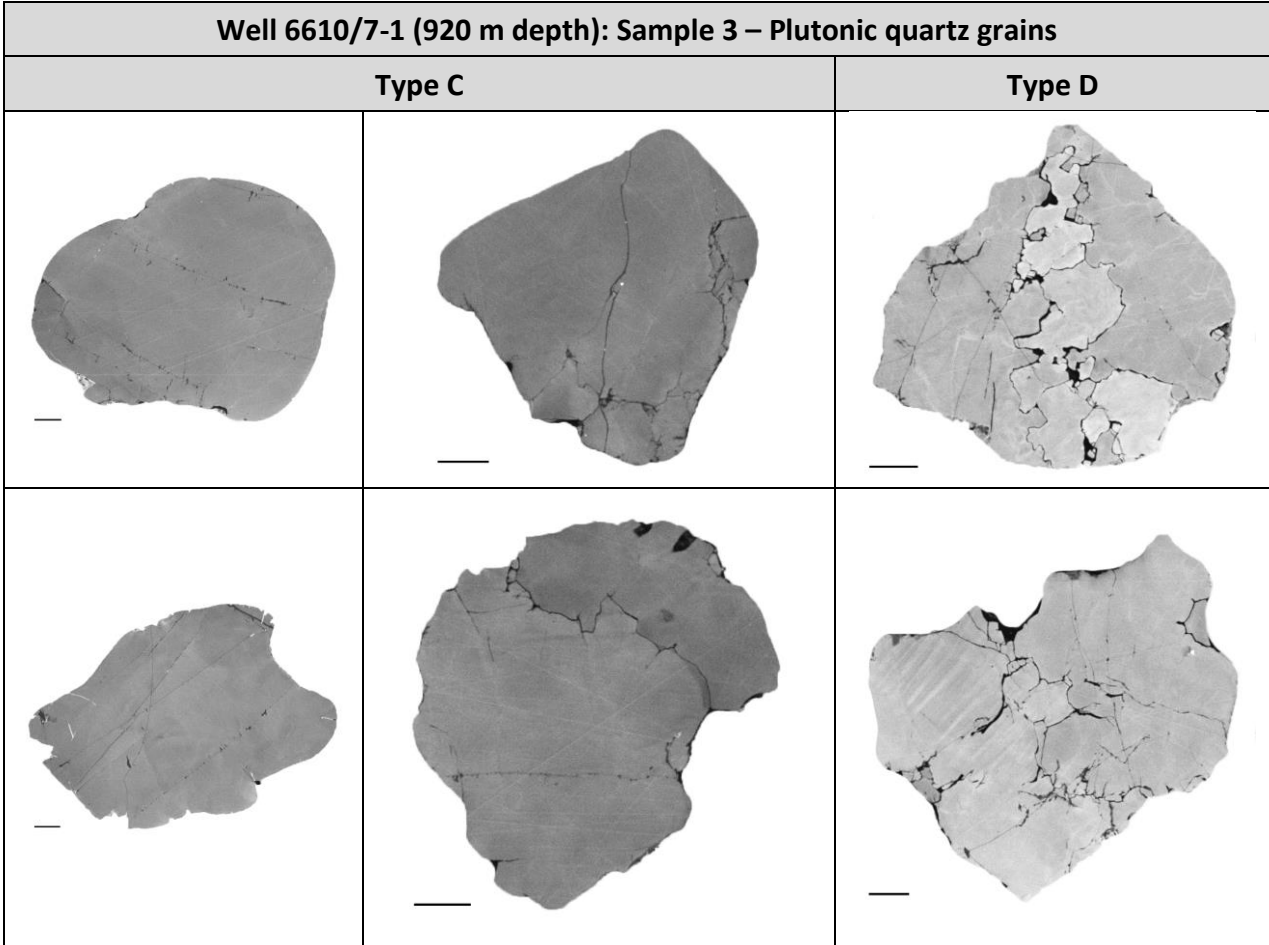 Well 6610/7-1 (920 m depth): Sample 3 – Plutonic quartz grains
Type C
Type D